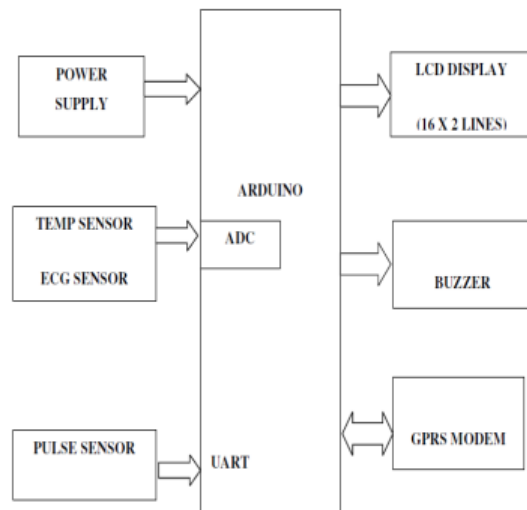 POWER
SUPPLY
LCD DISPLAY
(16 X 2 LINES)
ARDUINO
TEMP SENSOR
ECG SENSOR
ADC
BUZZER
PULSE SENSOR
UART
GPRS MODEM